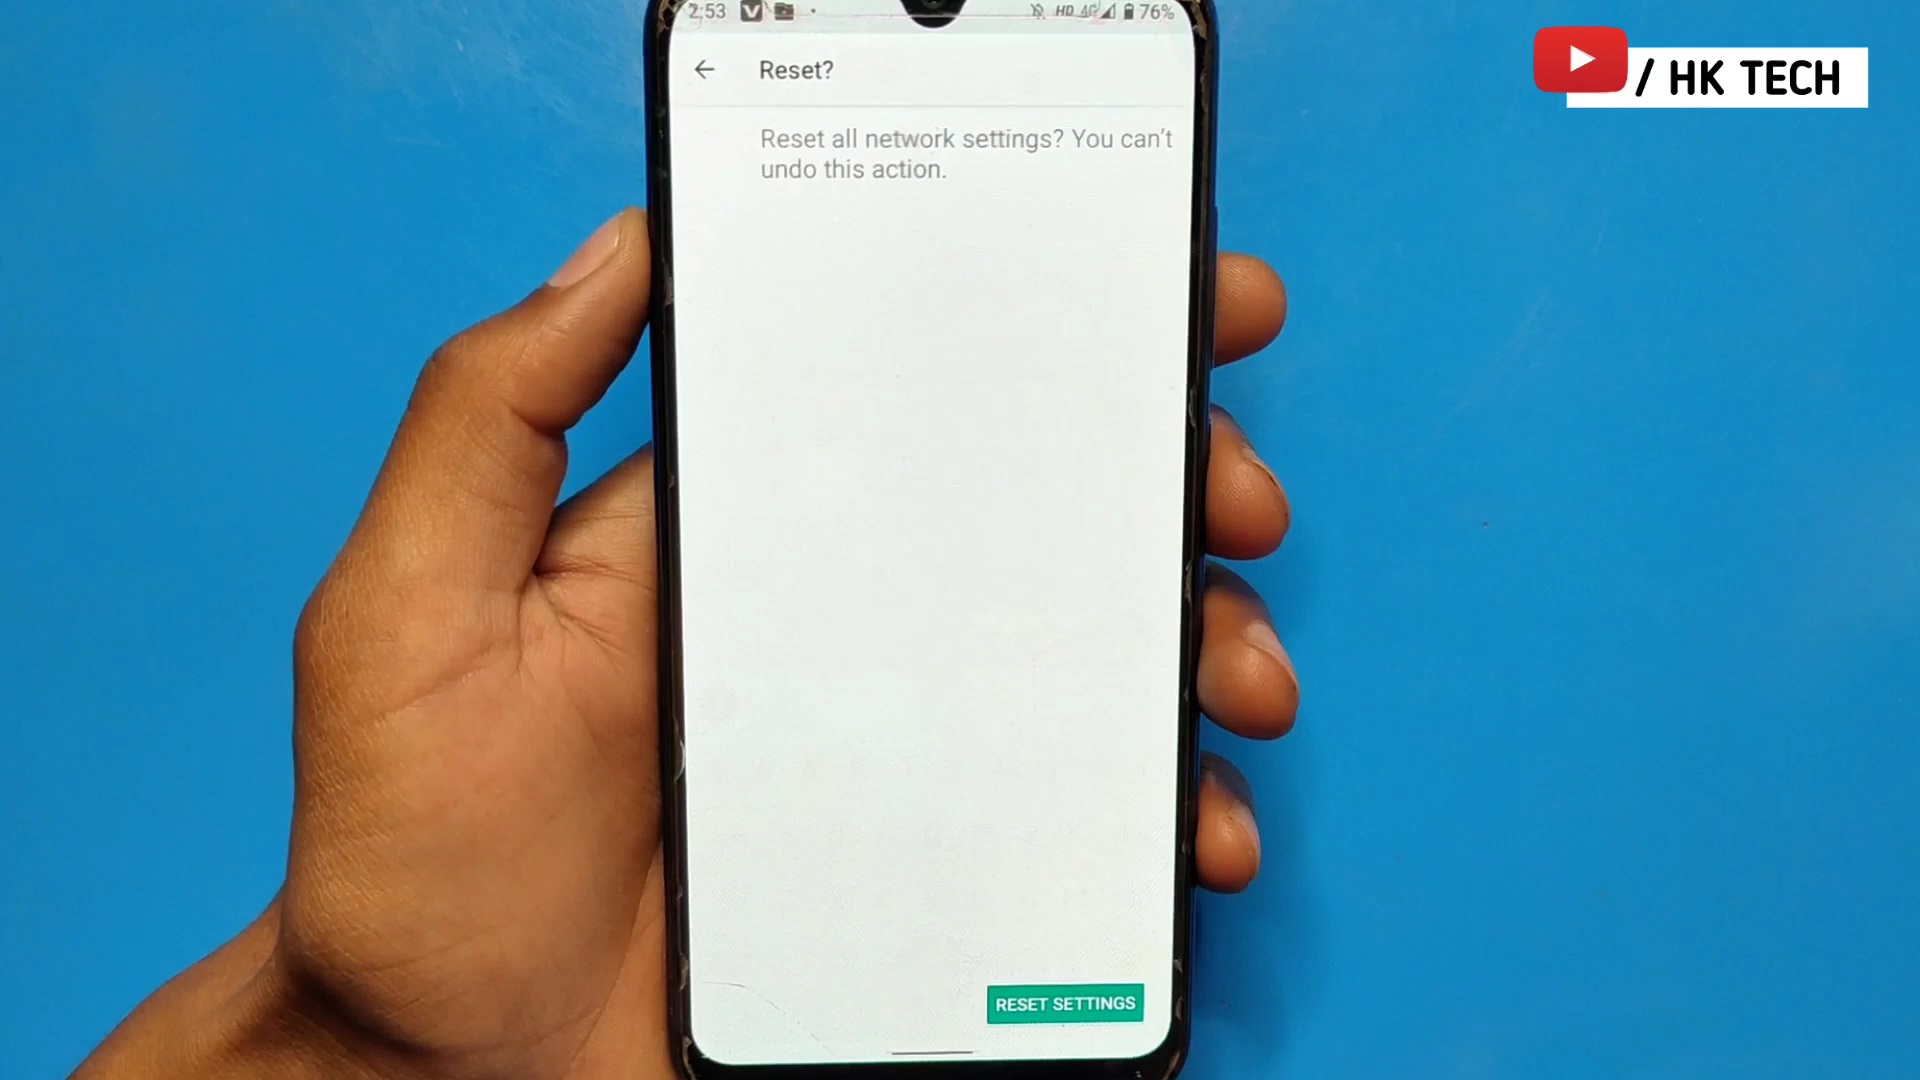 2:53 HD 4G 76%
/ HK TECH
Reset?
Reset all network settings? You can't
undo this action.
RESET SETTINGS